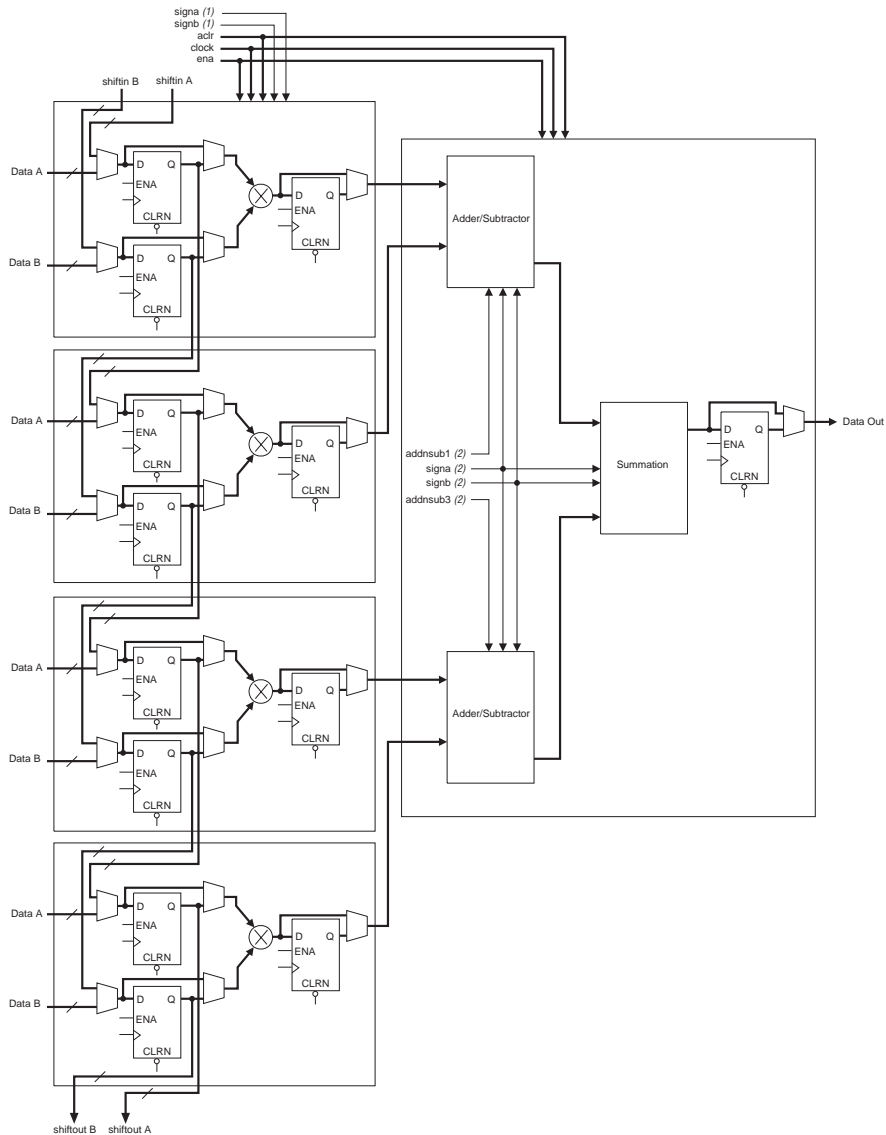 signa (1)
signb (1)
aclr
clock
ena
shiftin B
shiftin A
Data A
D Q
ENA
CLRN
D Q
ENA
CLRN
Adder/Subtractor
Data B
D Q
ENA
CLRN
Data A
D Q
ENA
CLRN
D Q
ENA
CLRN
Data B
D Q
ENA
CLRN
addnsub1 (2)
signa (2)
signb (2)
addnsub3 (2)
Summation
D Q
ENA
CLRN
Data Out
Data A
D Q
ENA
CLRN
D Q
ENA
CLRN
Adder/Subtractor
Data B
D Q
ENA
CLRN
Data A
D Q
ENA
CLRN
D Q
ENA
CLRN
Data B
D Q
ENA
CLRN
shiftout B
shiftout A